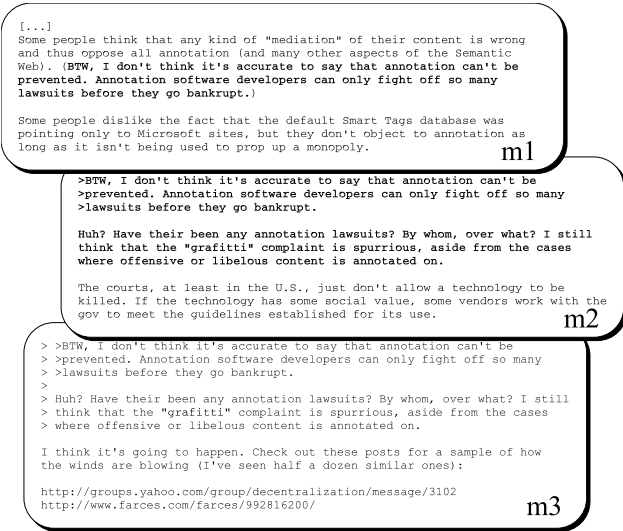 [...]
Some people think that any kind of "mediation" of their content is wrong
and thus oppose all annotation (and many other aspects of the Semantic
Web). (BTW, I don't think it's accurate to say that annotation can't be
prevented. Annotation software developers can only fight off so many
lawsuits before they go bankrupt.)
Some people dislike the fact that the default Smart Tags database was
pointing only to Microsoft sites, but they don't object to annotation as
long as it isn't being used to prop up a monopoly.
m1
>BTW, I don't think it's accurate to say that annotation can't be
>prevented. Annotation software developers can only fight off so many
>lawsuits before they go bankrupt.
Huh? Have their been any annotation lawsuits? By whom, over what? I still
think that the "grafitti" complaint is spurious, aside from the cases
where offensive or libelous content is annotated on.
The courts, at least in the U.S., just don't allow a technology to be
killed. If the technology has some social value, some vendors work with the
gov to meet the guidelines established for its use.
m2
> >BTW, I don't think it's accurate to say that annotation can't be
> >prevented. Annotation software developers can only fight off so many
> >lawsuits before they go bankrupt.
>
> Huh? Have their been any annotation lawsuits? By whom, over what? I still
> think that the "grafitti" complaint is spurious, aside from the cases
> where offensive or libelous content is annotated on.
I think it's going to happen. Check out these posts for a sample of how
the winds are blowing (I've seen half a dozen similar ones):
http://groups.yahoo.com/group/decentralization/message/3102
http://www.farces.com/farces/992816200/
m3